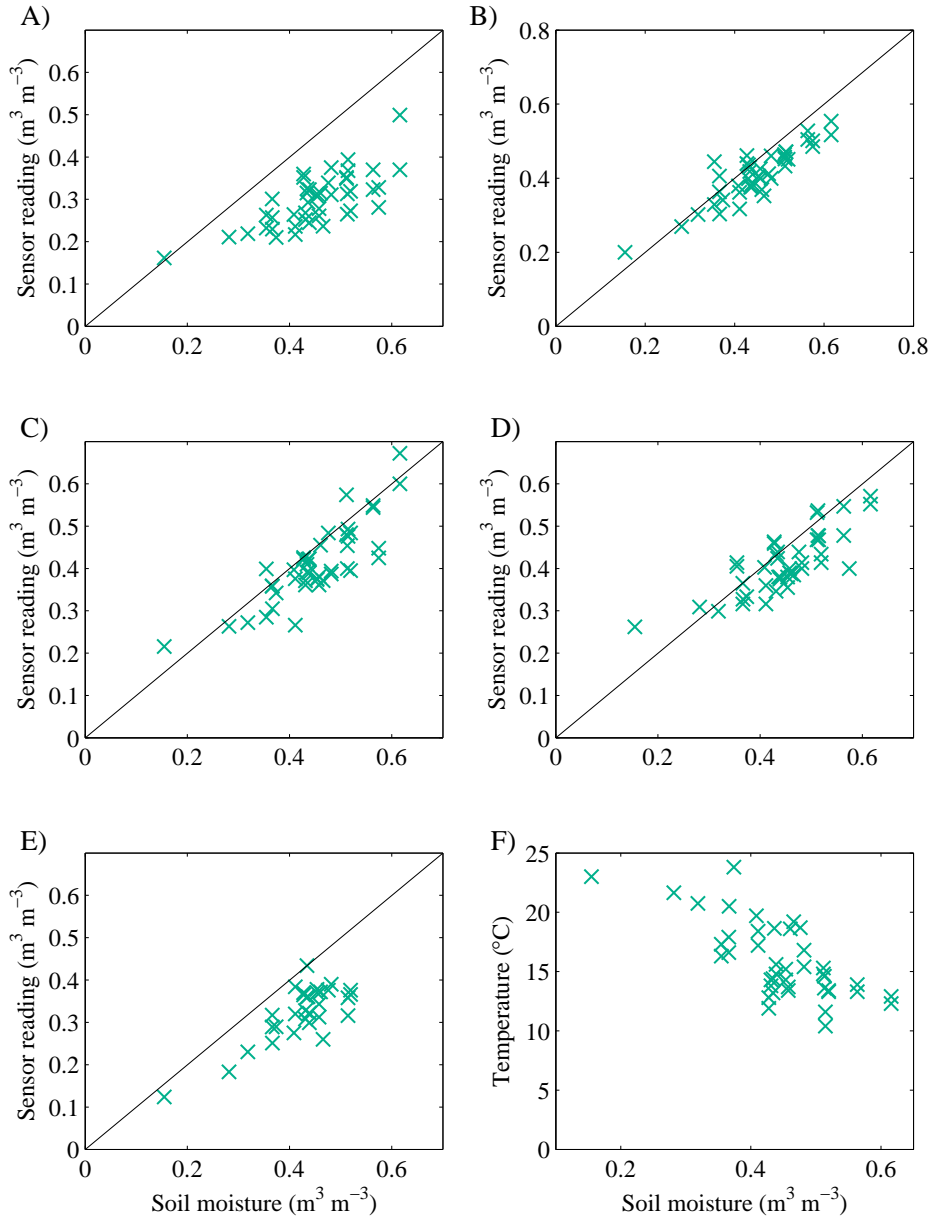 A)
Sensor reading (m³ m⁻³)
0.6
0.5
0.4
0.3
0.2
0.1
0
0 0.2 0.4 0.6
B)
Sensor reading (m³ m⁻³)
0.8
0.6
0.4
0.2
0
0 0.2 0.4 0.6 0.8
C)
Sensor reading (m³ m⁻³)
0.6
0.5
0.4
0.3
0.2
0.1
0
0 0.2 0.4 0.6
D)
Sensor reading (m³ m⁻³)
0.6
0.5
0.4
0.3
0.2
0.1
0
0 0.2 0.4 0.6
E)
Sensor reading (m³ m⁻³)
0.6
0.5
0.4
0.3
0.2
0.1
0
0 0.2 0.4 0.6
Soil moisture (m³ m⁻³)
F)
Temperature (°C)
25
20
15
10
5
0
0.2 0.4 0.6
Soil moisture (m³ m⁻³)